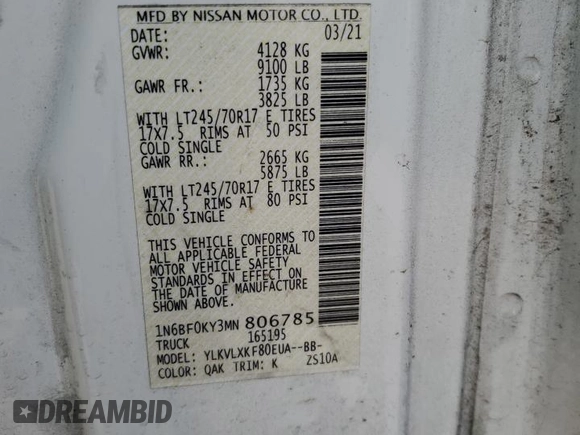 MFD BY NISSAN MOTOR CO., LTD.
DATE: 03/21
GVWR: 4128 KG
9100 LB
GAWR FR.: 1735 KG
3825 LB
WITH LT245/70R17 E TIRES
17X7.5 RIMS AT 50 PSI
COLD SINGLE
GAWR RR.: 2665 KG
5875 LB
WITH LT245/70R17 E TIRES
17X7.5 RIMS AT 80 PSI
COLD SINGLE
THIS VEHICLE CONFORMS TO
ALL APPLICABLE FEDERAL
MOTOR VEHICLE SAFETY
STANDARDS IN EFFECT ON
THE DATE OF MANUFACTURE
SHOWN ABOVE.
1N6BF0KY3MN 806785
TRUCK 165195
MODEL: YLKVLXKF80EUA--BB-
COLOR: QAK TRIM: K ZS10A
DREAMBID